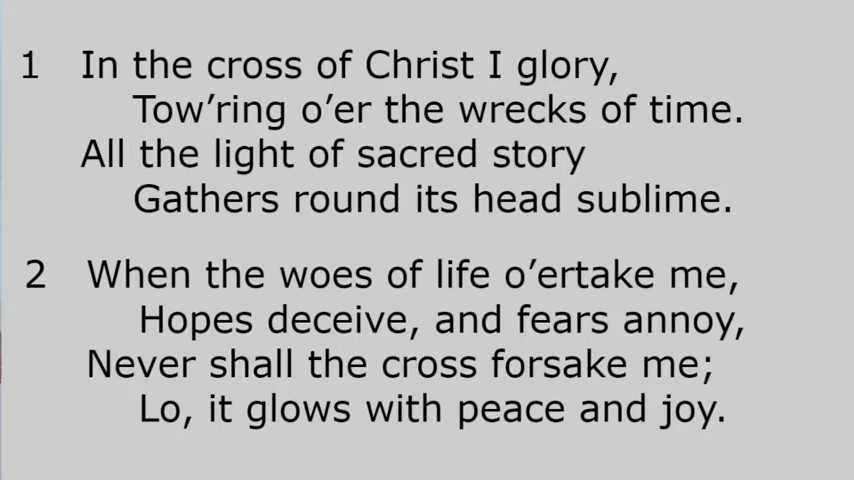 1 In the cross of Christ I glory,
Tow’ring o’er the wrecks of time.
All the light of sacred story
Gathers round its head sublime.
2 When the woes of life o’ertake me,
Hopes deceive, and fears annoy,
Never shall the cross forsake me;
Lo, it glows with peace and joy.